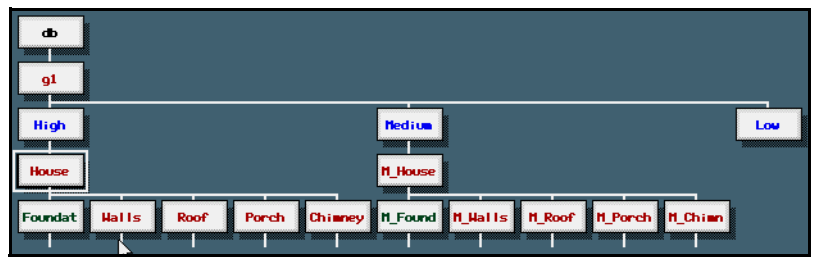 db
g1
High Medium Low
House M_House
Foundat Walls Roof Porch Chimney M_Found M_Walls M_Roof M_Porch M_Chimn